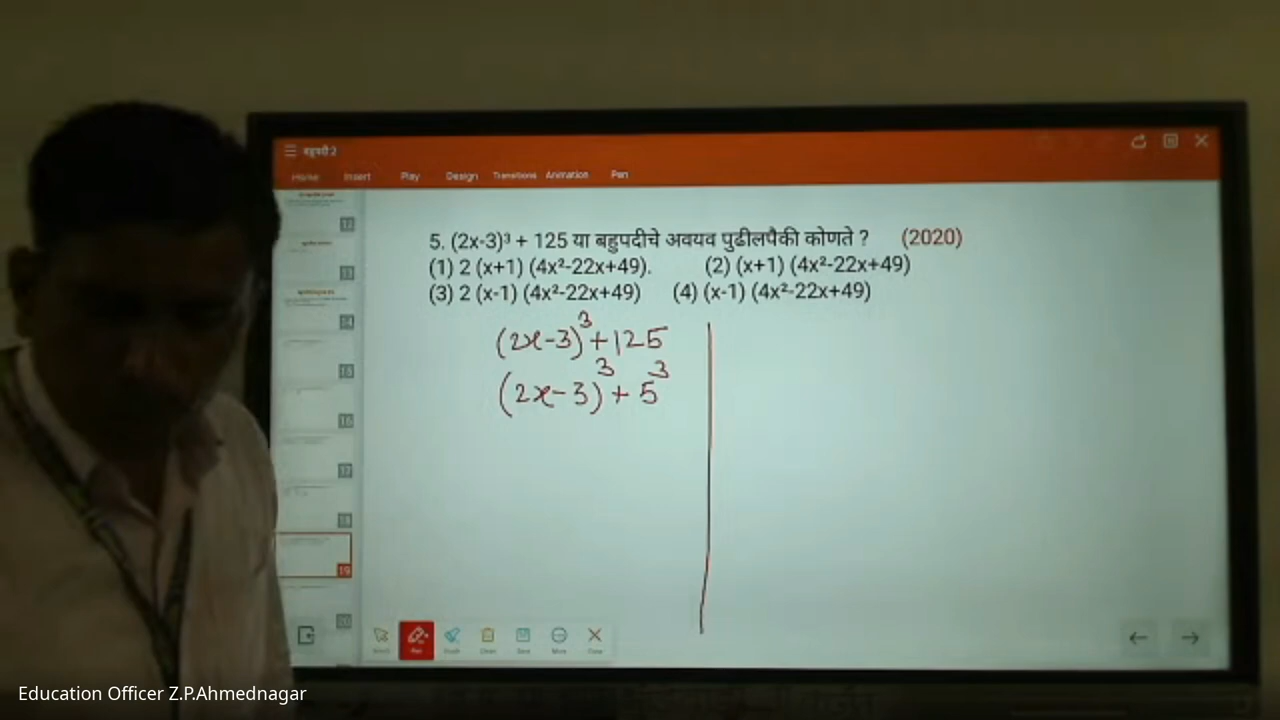 बहुपदी 2
Home Insert Play Design Transitions Animation Pen
5. (2x-3)³ + 125 या बहुपदीचे अवयव पुढीलपैकी कोणते ? (2020)
(1) 2 (x+1) (4x²-22x+49). (2) (x+1) (4x²-22x+49)
(3) 2 (x-1) (4x²-22x+49) (4) (x-1) (4x²-22x+49)
(2x-3)³+125
(2x-3)³+5³
19
Education Officer Z.P.Ahmednagar